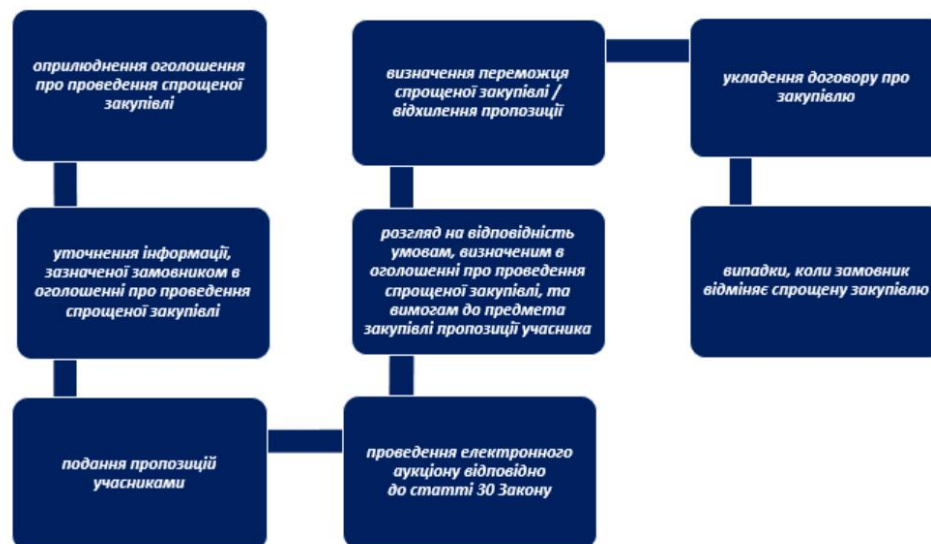 оприлюднення оголошення
про проведення спрощеної
закупівлі
уточнення інформації,
зазначеної замовником в
оголошенні про проведення
спрощеної закупівлі
подання пропозицій
учасниками
проведення електронного
аукціону відповідно
до статті 30 Закону
розгляд на відповідність
умовам, визначеним в
оголошенні про проведення
спрощеної закупівлі, та
вимогам до предмета
закупівлі пропозиції учасника
визначення переможця
спрощеної закупівлі /
відхилення пропозиції
укладення договору про
закупівлю
випадки, коли замовник
відміняє спрощену закупівлю